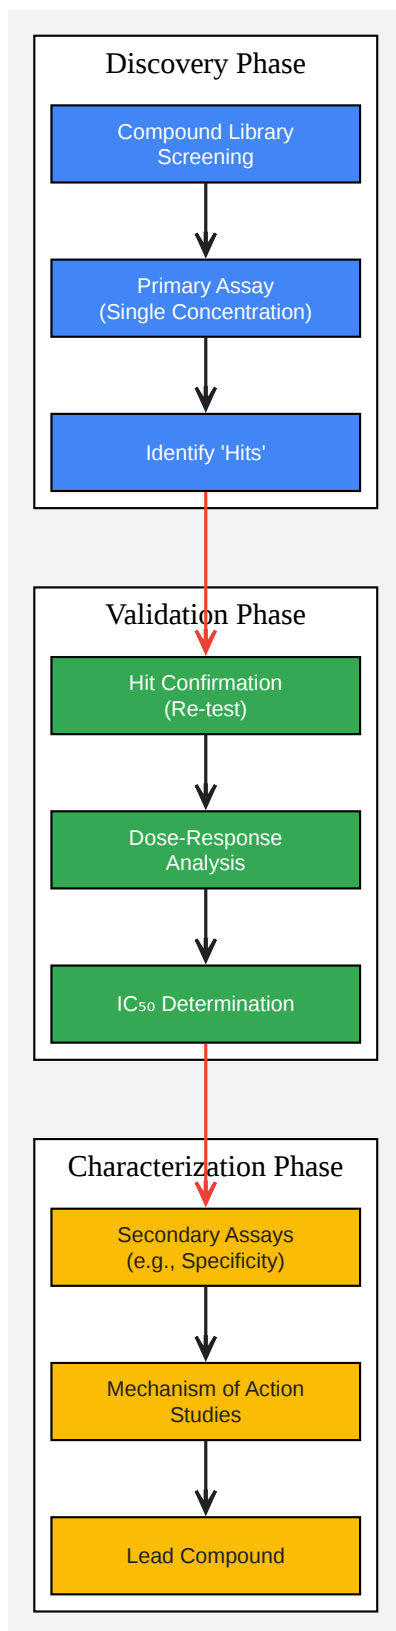 Discovery Phase
Compound Library
Screening
Primary Assay
(Single Concentration)
Identify 'Hits'
Validation Phase
Hit Confirmation
(Re-test)
Dose-Response
Analysis
IC₅₀ Determination
Characterization Phase
Secondary Assays
(e.g., Specificity)
Mechanism of Action
Studies
Lead Compound